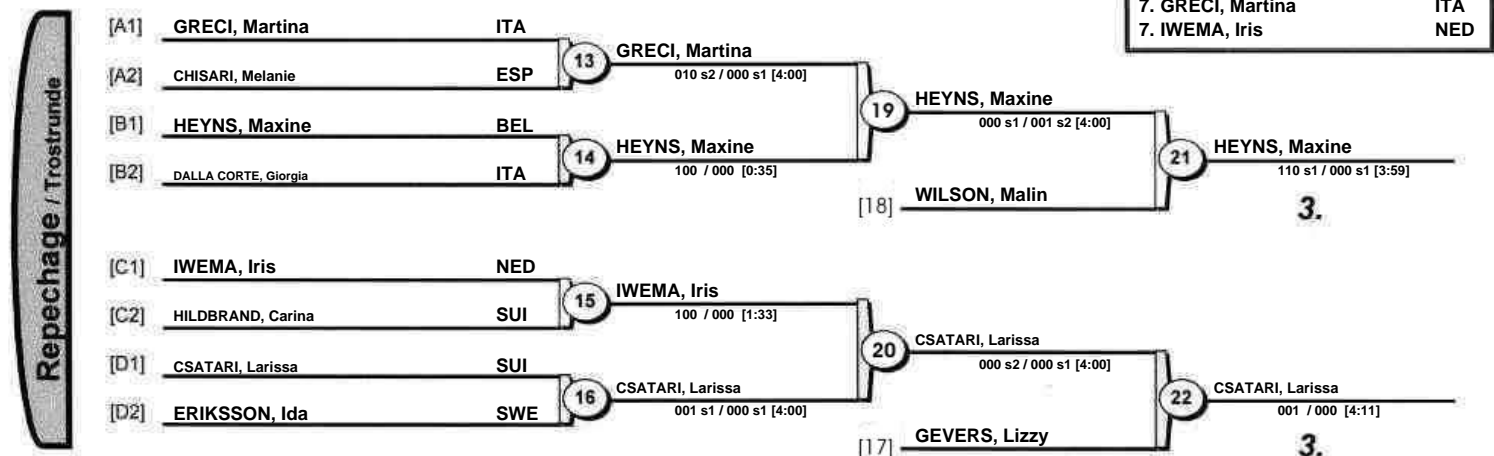 7. GRECI, Martina ITA
7. IWEMA, Iris NED
Repechage / Trostrunde
[A1] GRECI, Martina ITA
[A2] CHISARI, Melanie ESP
13 GRECI, Martina
010 s2 / 000 s1 [4:00]
[B1] HEYNS, Maxine BEL
[B2] DALLA CORTE, Giorgia ITA
14 HEYNS, Maxine
100 / 000 [0:35]
19 HEYNS, Maxine
000 s1 / 001 s2 [4:00]
[18] WILSON, Malin
21 HEYNS, Maxine
110 s1 / 000 s1 [3:59]
3.
[C1] IWEMA, Iris NED
[C2] HILDBRAND, Carina SUI
15 IWEMA, Iris
100 / 000 [1:33]
[D1] CSATARI, Larissa SUI
[D2] ERIKSSON, Ida SWE
16 CSATARI, Larissa
001 s1 / 000 s1 [4:00]
20 CSATARI, Larissa
000 s2 / 000 s1 [4:00]
[17] GEVERS, Lizzy
22 CSATARI, Larissa
001 / 000 [4:11]
3.